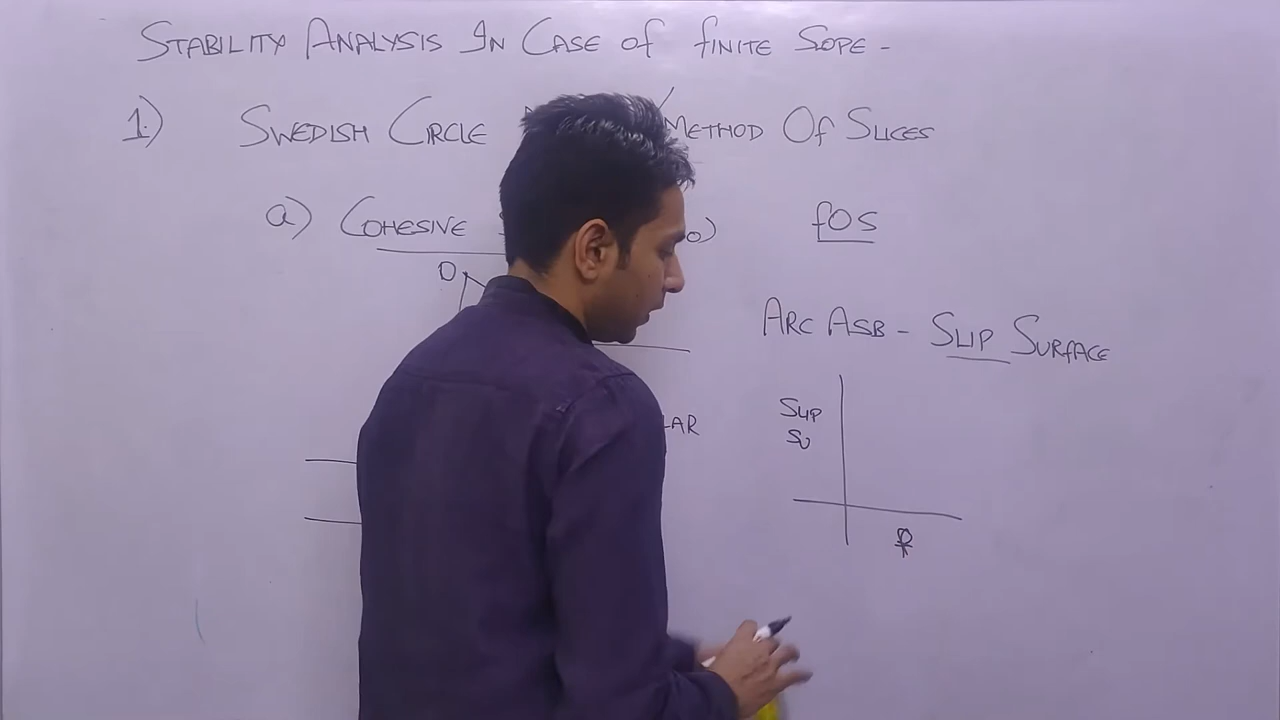 STABILITY ANALYSIS IN CASE OF FINITE SLOPE -
1.) SWEDISH CIRCLE METHOD OF SLICES
a) COHESIVE
FOS
O
ARC ASB - SLIP SURFACE
SLIP
SU
LAR